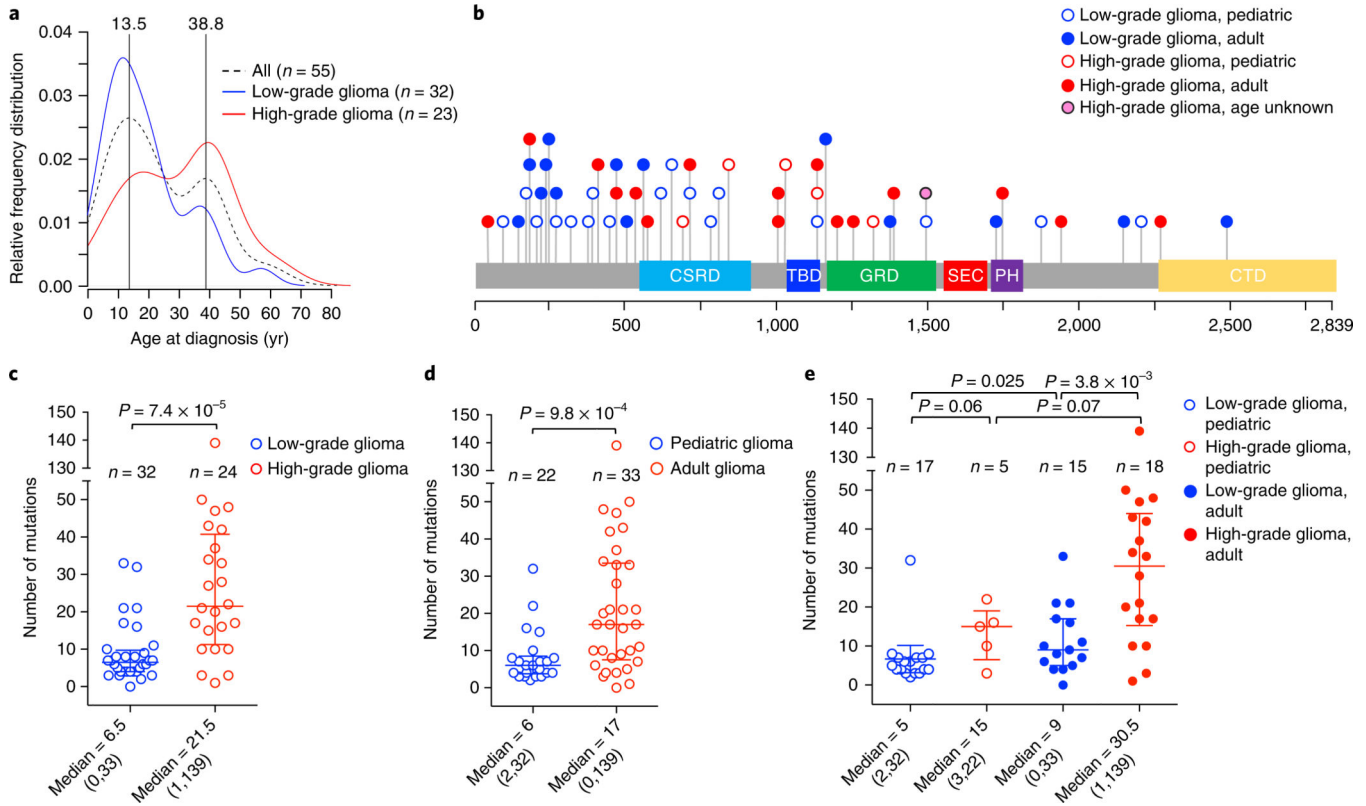 a
13.5
38.8
0.04
0.03
0.02
0.01
0.00
Relative frequency distribution
All (n = 55)
Low-grade glioma (n = 32)
High-grade glioma (n = 23)
0 10 20 30 40 50 60 70 80
Age at diagnosis (yr)
b
Low-grade glioma, pediatric
Low-grade glioma, adult
High-grade glioma, pediatric
High-grade glioma, adult
High-grade glioma, age unknown
CSRD TBD GRD SEC PH CTD
0 500 1,000 1,500 2,000 2,500 2,839
c
P = 7.4 × 10−5
150
140
130
50
40
30
20
10
0
Number of mutations
n = 32
n = 24
Low-grade glioma
High-grade glioma
Median = 6.5
(0,33)
Median = 21.5
(1,139)
d
P = 9.8 × 10−4
150
140
130
50
40
30
20
10
0
Number of mutations
n = 22
n = 33
Pediatric glioma
Adult glioma
Median = 6
(2,32)
Median = 17
(0,139)
e
P = 0.025
P = 3.8 × 10−3
P = 0.06
P = 0.07
150
140
130
50
40
30
20
10
0
Number of mutations
n = 17
n = 5
n = 15
n = 18
Low-grade glioma,
pediatric
High-grade glioma,
pediatric
Low-grade glioma,
adult
High-grade glioma,
adult
Median = 5
(2,32)
Median = 15
(3,22)
Median = 9
(0,33)
Median = 30.5
(1,139)